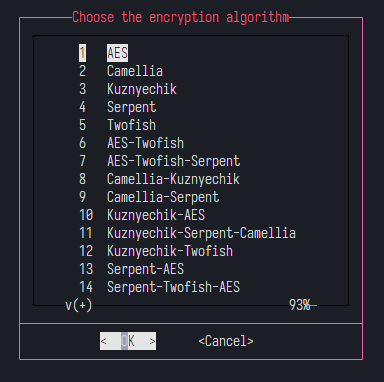 Choose the encryption algorithm
1 AES
2 Camellia
3 Kuznyechik
4 Serpent
5 Twofish
6 AES-Twofish
7 AES-Twofish-Serpent
8 Camellia-Kuznyechik
9 Camellia-Serpent
10 Kuznyechik-AES
11 Kuznyechik-Serpent-Camellia
12 Kuznyechik-Twofish
13 Serpent-AES
14 Serpent-Twofish-AES
v(+) 93%
< OK > <Cancel>